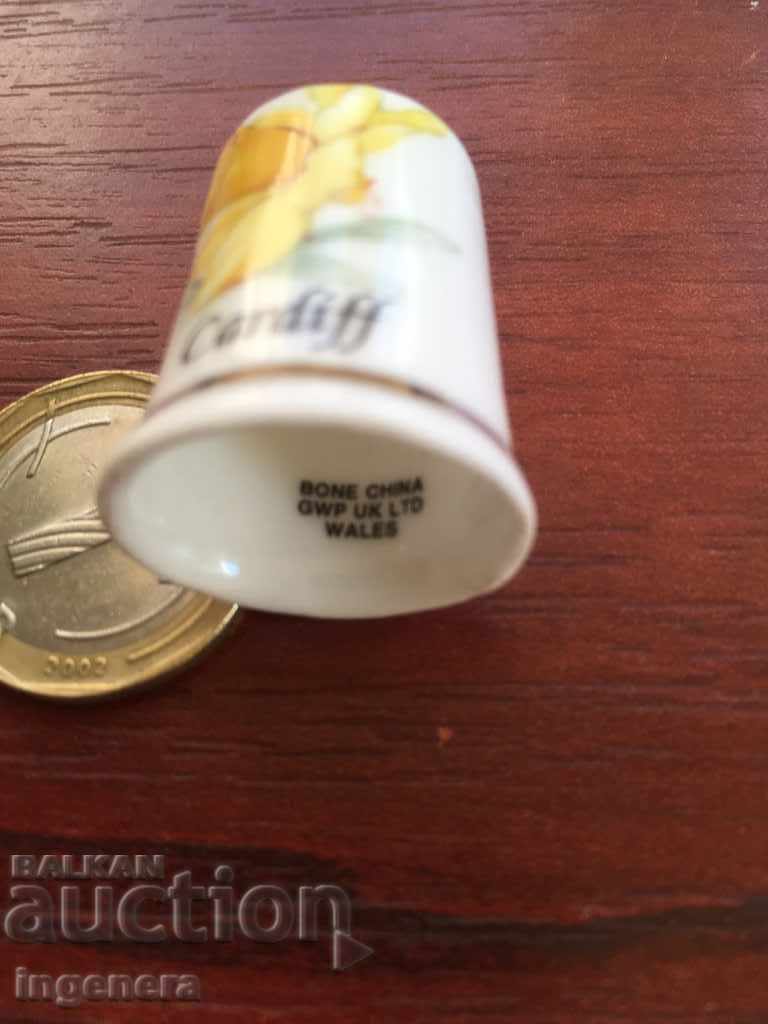 Cardiff
BONE CHINA
GWP UK LTD
WALES
2002
BALKAN
auction
ingenera